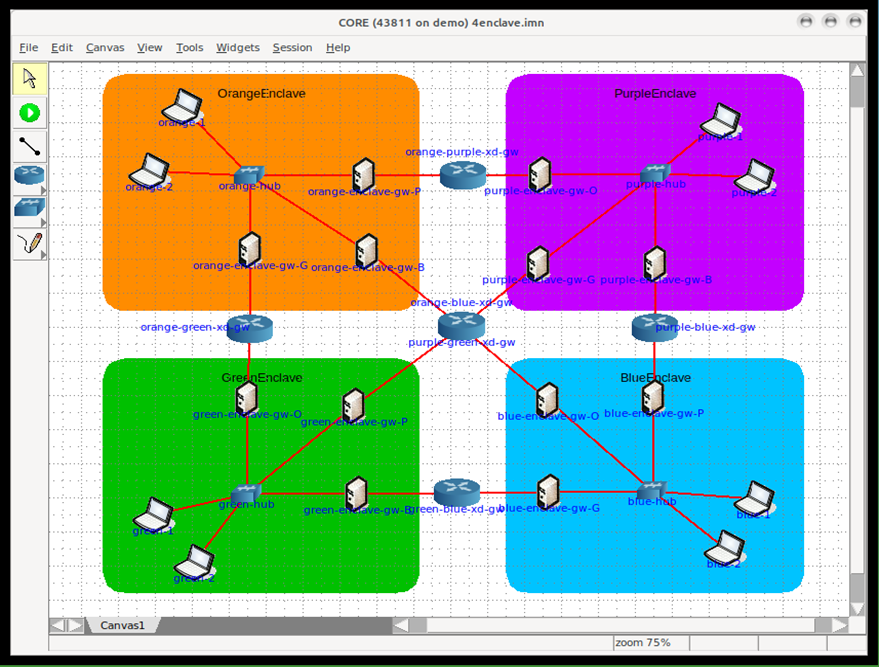 CORE (43811 on demo) 4enclave.imn
File Edit Canvas View Tools Widgets Session Help
OrangeEnclave
PurpleEnclave
orange-1
purple-1
orange-purple-xd-gw
orange-2
orange-hub
orange-enclave-gw-P
purple-enclave-gw-O
purple-hub
purple-2
orange-enclave-gw-G
orange-enclave-gw-B
purple-enclave-gw-G
purple-enclave-gw-B
orange-blue-xd-gw
orange-green-xd-gw
purple-blue-xd-gw
purple-green-xd-gw
GreenEnclave
BlueEnclave
green-enclave-gw-O
green-enclave-gw-P
blue-enclave-gw-O
blue-enclave-gw-P
green-hub
green-enclave-gw-B
green-blue-xd-gw
blue-enclave-gw-G
blue-hub
blue-1
green-1
blue-2
green-2
Canvas1
zoom 75%